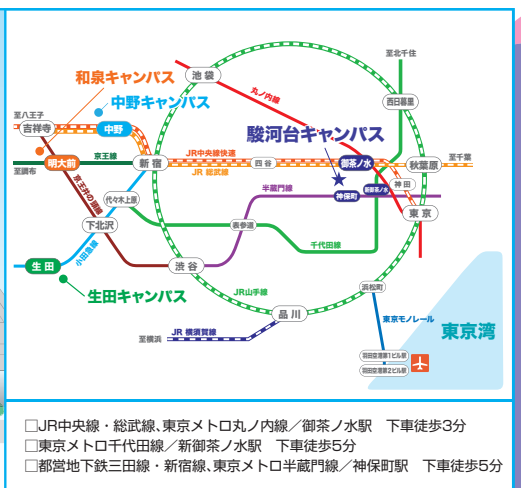 至北千住
池袋
西日暮里
和泉キャンパス
中野キャンパス
丸ノ内線
至八王子
吉祥寺
中野
駿河台キャンパス
明大前
京王線
新宿
JR中央線快速
JR 総武線
四谷
御茶ノ水
秋葉原
至千葉
至調布
京王井の頭線
代々木上原
半蔵門線
新御茶ノ水
神田
神保町
下北沢
表参道
東京
小田急線
千代田線
生田
渋谷
生田キャンパス
JR山手線
浜松町
品川
東京モノレール
東京湾
至横浜
JR 横須賀線
羽田空港第1ビル駅
羽田空港第2ビル駅
□JR中央線・総武線、東京メトロ丸ノ内線／御茶ノ水駅　下車徒歩3分
□東京メトロ千代田線／新御茶ノ水駅　下車徒歩5分
□都営地下鉄三田線・新宿線、東京メトロ半蔵門線／神保町駅　下車徒歩5分